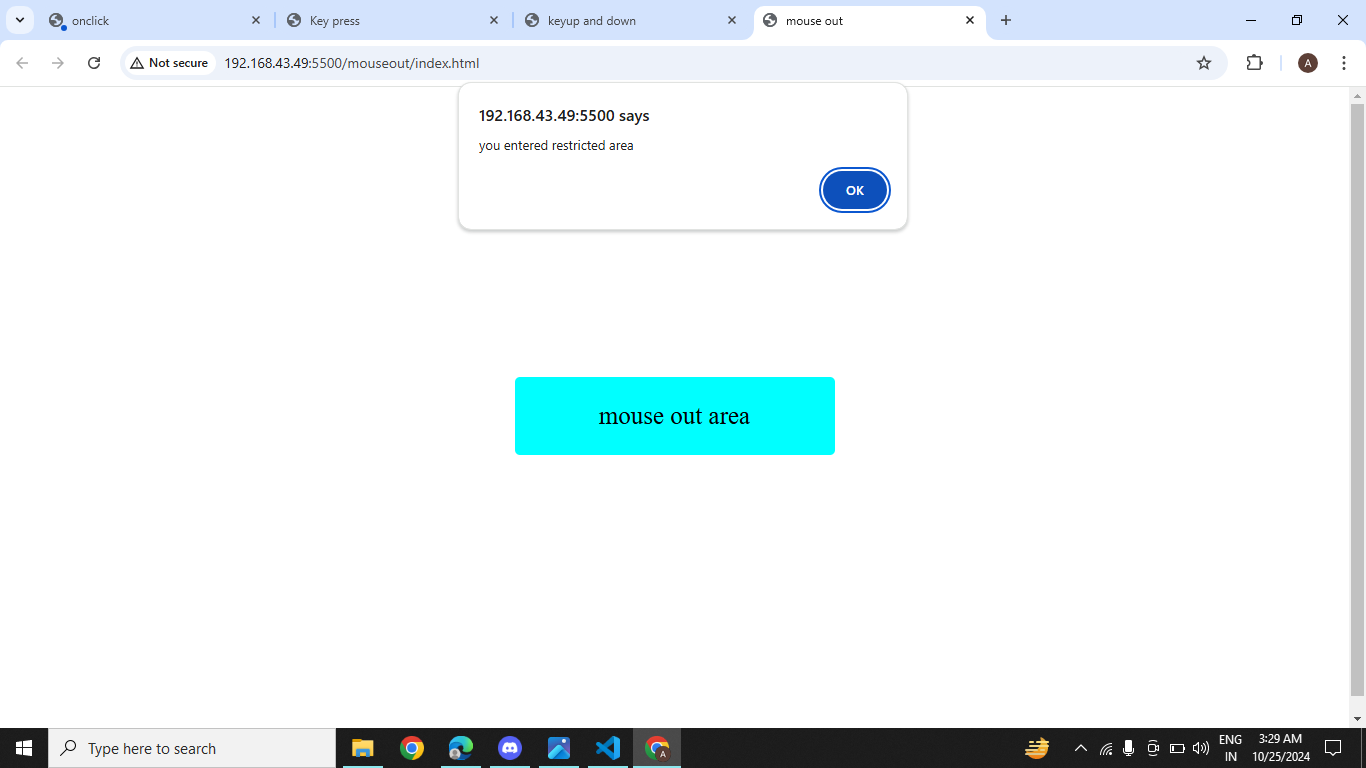 onclick
Key press
keyup and down
mouse out
Not secure
192.168.43.49:5500/mouseout/index.html
A
192.168.43.49:5500 says
you entered restricted area
OK
mouse out area
Type here to search
A
ENG
IN
3:29 AM
10/25/2024